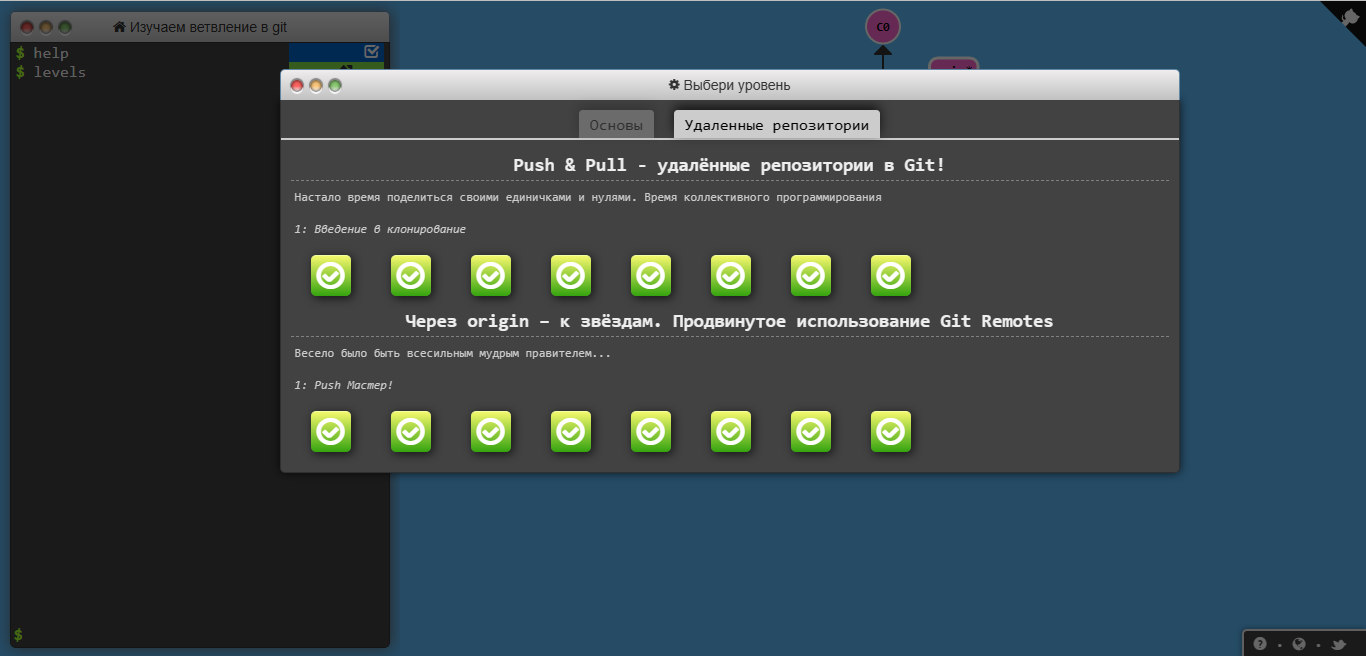 Изучаем ветвление в git
$ help
$ levels
C0
Выбери уровень
Основы
Удаленные репозитории
Push & Pull - удалённые репозитории в Git!
Настало время поделиться своими единичками и нулями. Время коллективного программирования
1: Введение в клонирование
Через origin – к звёздам. Продвинутое использование Git Remotes
Весело было быть всесильным мудрым правителем...
1: Push Мастер!
$